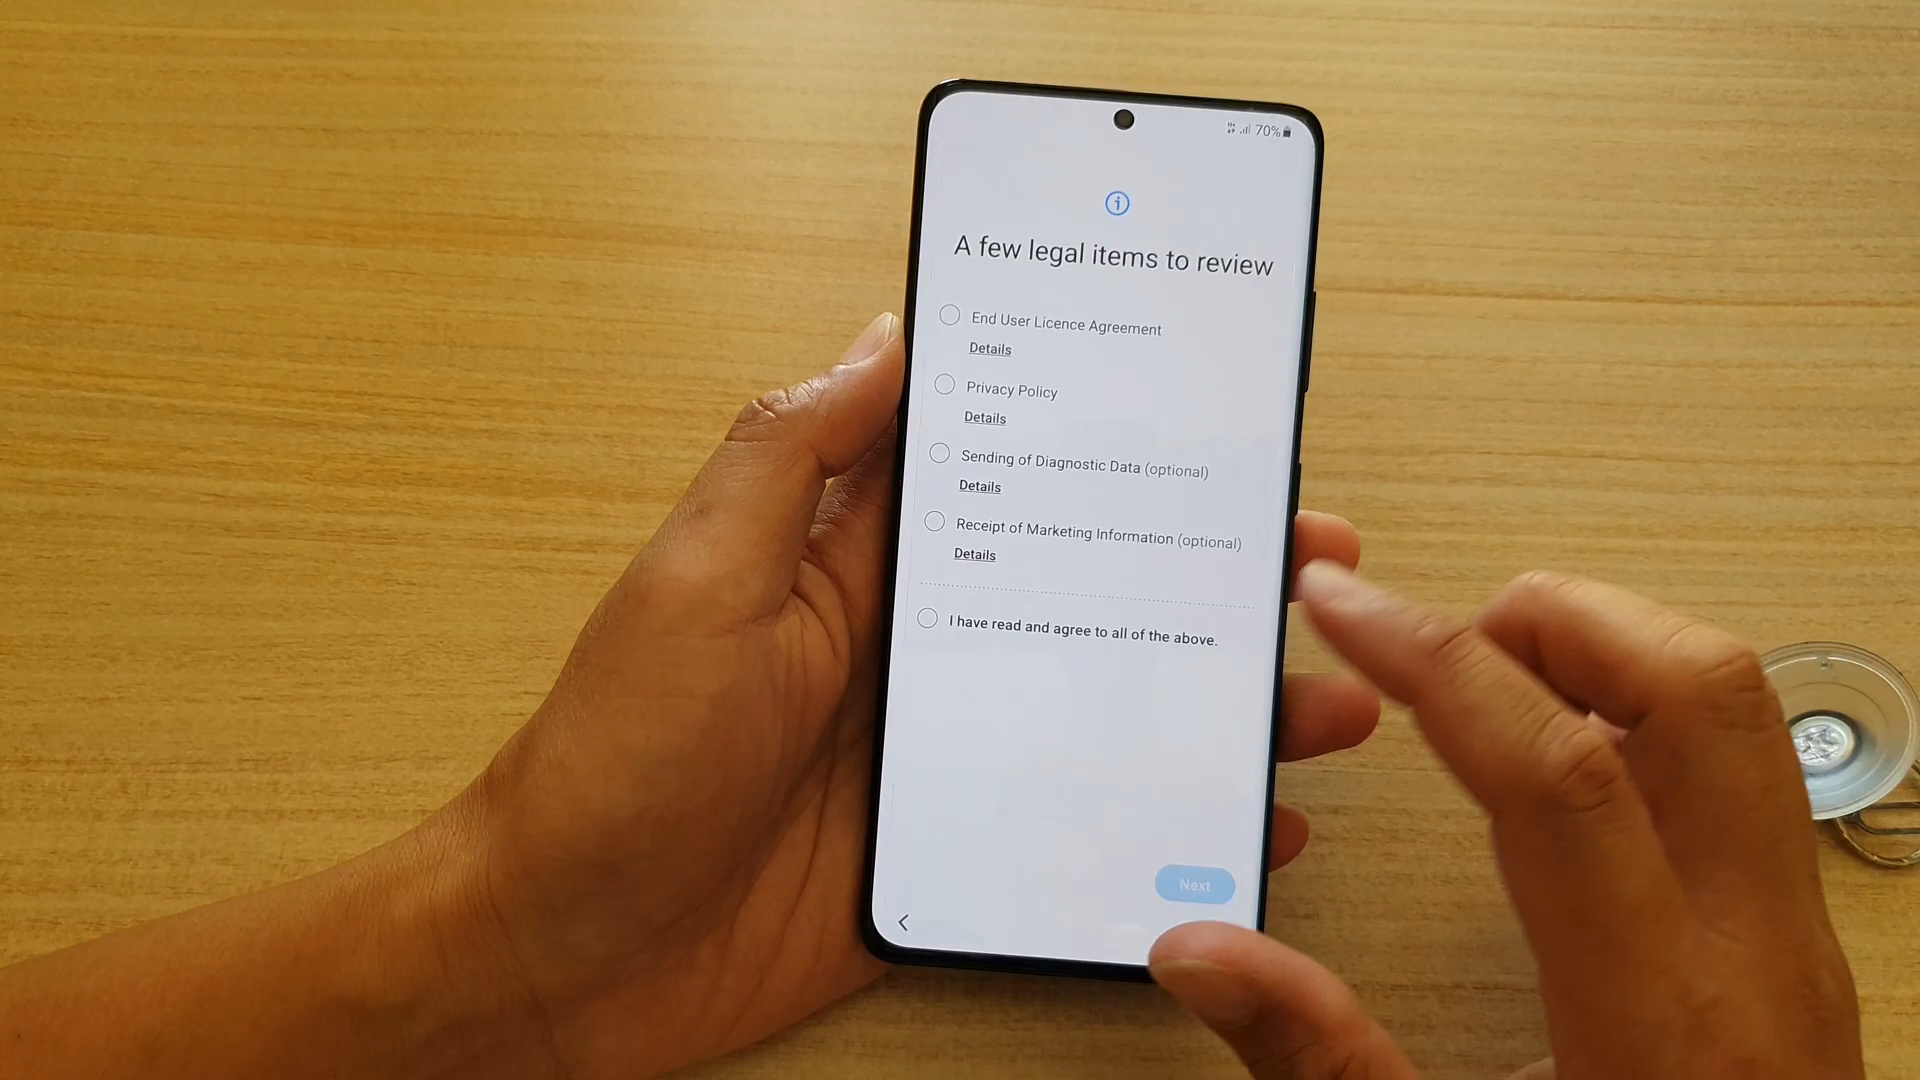 70%
A few legal items to review
End User Licence Agreement
Details
Privacy Policy
Details
Sending of Diagnostic Data (optional)
Details
Receipt of Marketing Information (optional)
Details
I have read and agree to all of the above.
Next